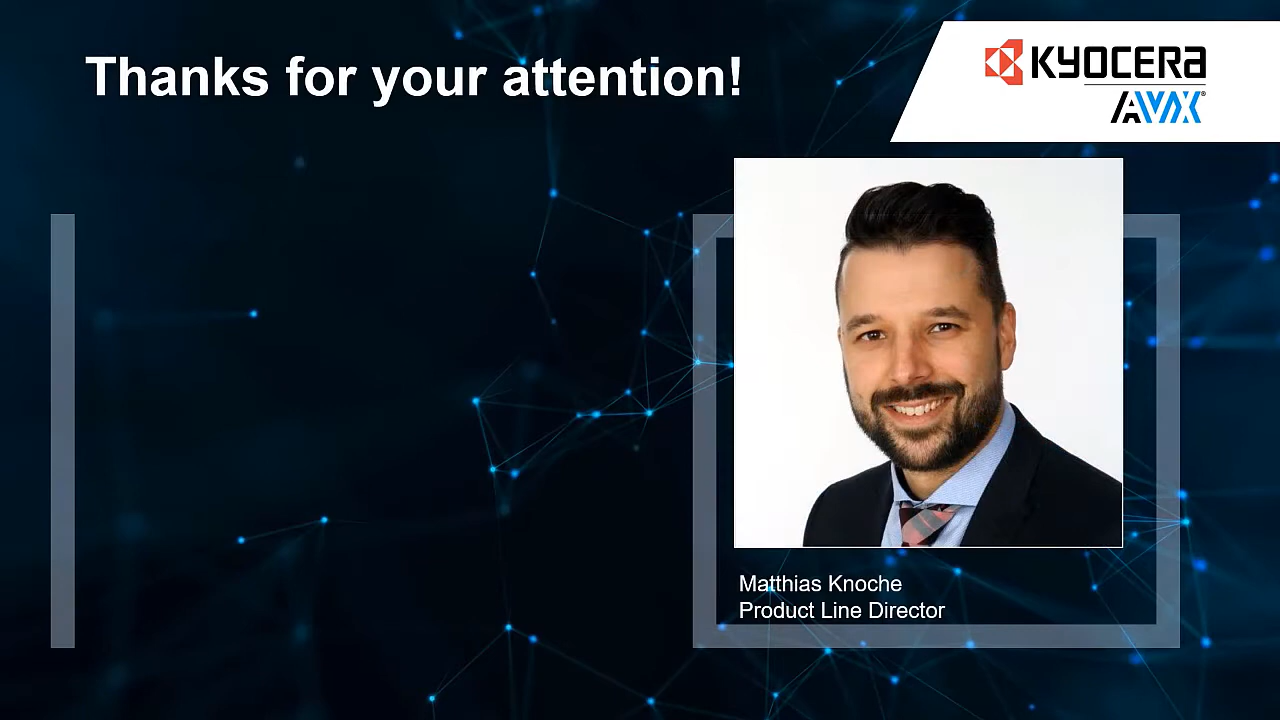 Thanks for your attention!
KYOCERA
AVX®
Matthias Knoche
Product Line Director